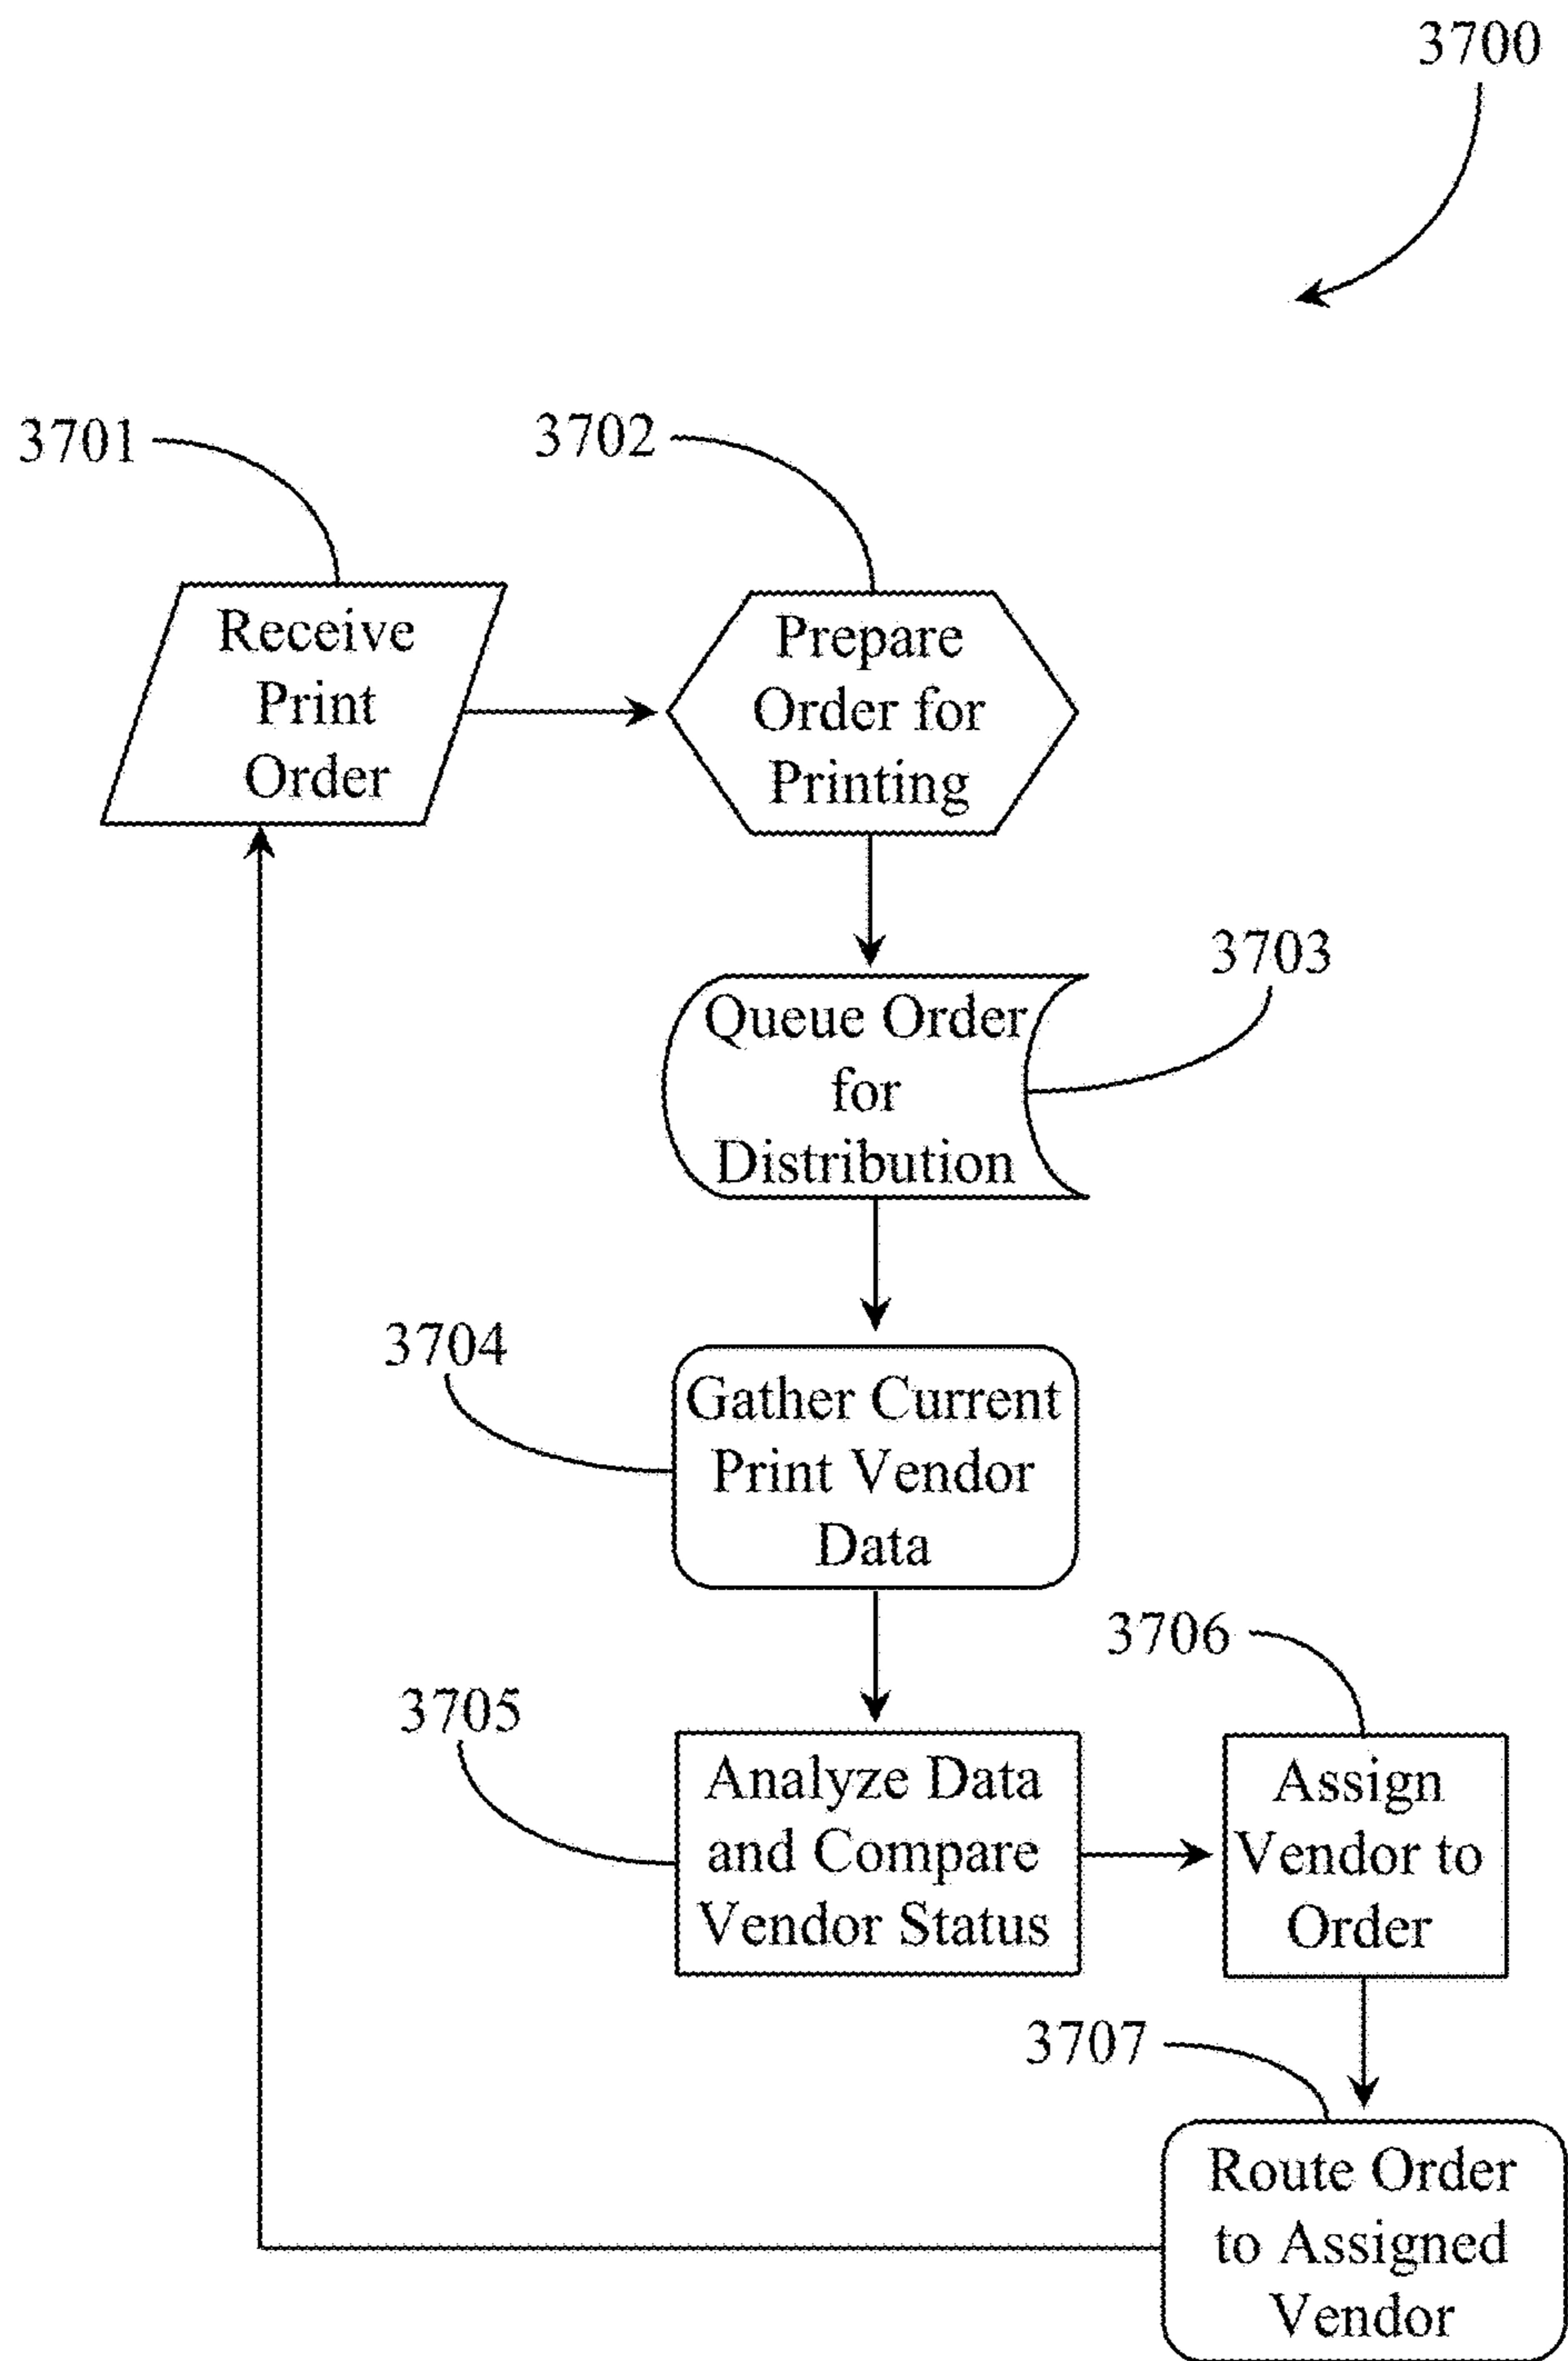 3700
3701
3702
Receive
Print
Order
Prepare
Order for
Printing
3703
Queue Order
for
Distribution
3704
Gather Current
Print Vendor
Data
3705
Analyze Data
and Compare
Vendor Status
3706
Assign
Vendor to
Order
3707
Route Order
to Assigned
Vendor